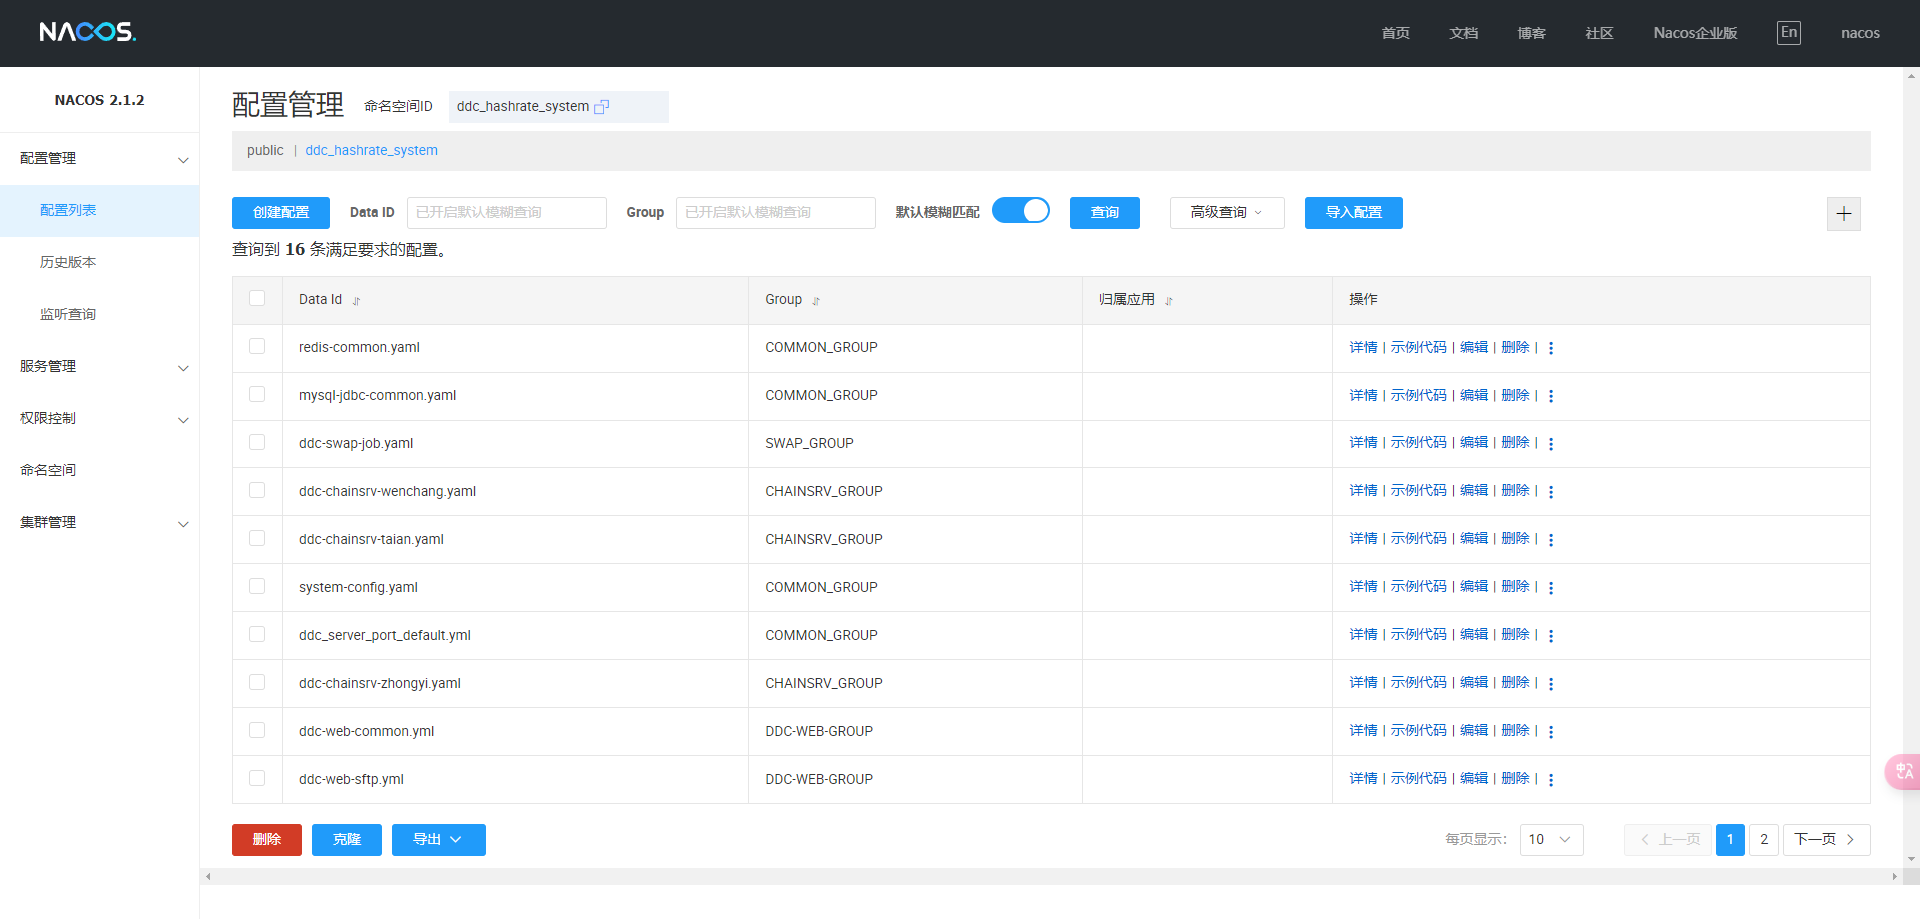 NACOS.
首页 文档 博客 社区 Nacos企业版 En nacos
NACOS 2.1.2
配置管理
配置列表
历史版本
监听查询
服务管理
权限控制
命名空间
集群管理
配置管理 命名空间ID ddc_hashrate_system
public | ddc_hashrate_system
创建配置 Data ID 已开启默认模糊查询 Group 已开启默认模糊查询 默认模糊匹配 查询 高级查询 导入配置
查询到 16 条满足要求的配置。
Data Id Group 归属应用 操作
redis-common.yaml COMMON_GROUP 详情 | 示例代码 | 编辑 | 删除 |
mysql-jdbc-common.yaml COMMON_GROUP 详情 | 示例代码 | 编辑 | 删除 |
ddc-swap-job.yaml SWAP_GROUP 详情 | 示例代码 | 编辑 | 删除 |
ddc-chainsrv-wenchang.yaml CHAINSRV_GROUP 详情 | 示例代码 | 编辑 | 删除 |
ddc-chainsrv-taian.yaml CHAINSRV_GROUP 详情 | 示例代码 | 编辑 | 删除 |
system-config.yaml COMMON_GROUP 详情 | 示例代码 | 编辑 | 删除 |
ddc_server_port_default.yml COMMON_GROUP 详情 | 示例代码 | 编辑 | 删除 |
ddc-chainsrv-zhongyi.yaml CHAINSRV_GROUP 详情 | 示例代码 | 编辑 | 删除 |
ddc-web-common.yml DDC-WEB-GROUP 详情 | 示例代码 | 编辑 | 删除 |
ddc-web-sftp.yml DDC-WEB-GROUP 详情 | 示例代码 | 编辑 | 删除 |
删除 克隆 导出 每页显示: 10 上一页 1 2 下一页